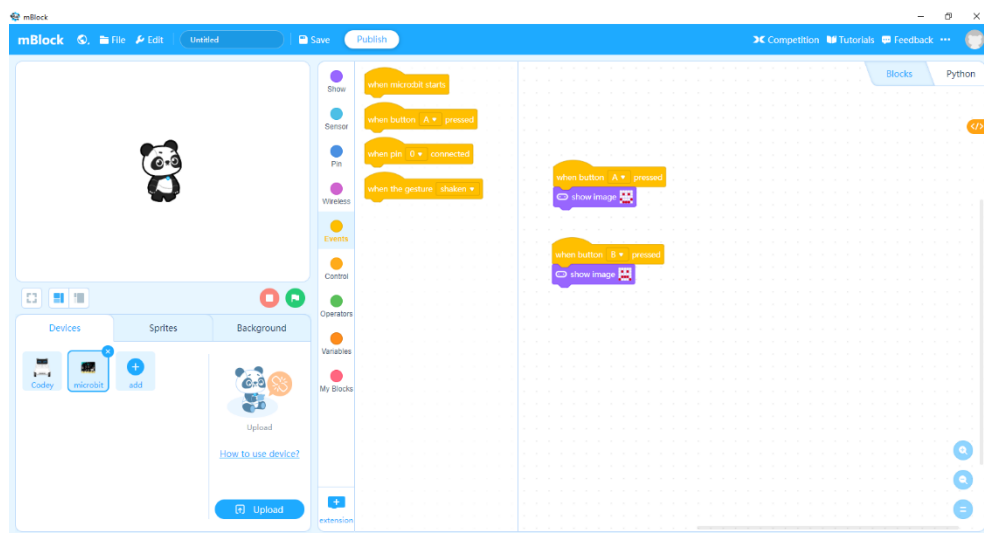 mBlock
mBlock File Edit Untitled Save Publish Competition Tutorials Feedback
Blocks Python
Show
Sensor
Pin
Wireless
Events
Control
Operators
Variables
My Blocks
extension
when microbit starts
when button A pressed
when pin 0 connected
when the gesture shaken
when button A pressed
show image
when button B pressed
show image
Devices Sprites Background
Codey microbit add
Upload
How to use device?
Upload